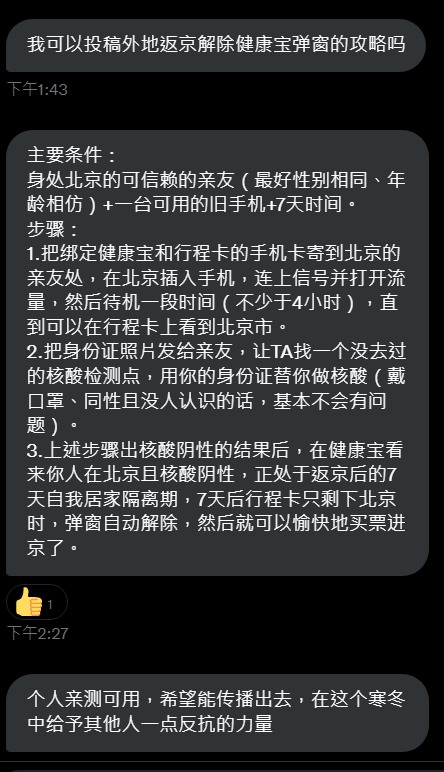 我可以投稿外地返京解除健康宝弹窗的攻略吗
下午1:43
主要条件：
身处北京的可信赖的亲友（最好性别相同、年
龄相仿）+一台可用的旧手机+7天时间。
步骤：
1.把绑定健康宝和行程卡的手机卡寄到北京的
亲友处，在北京插入手机，连上信号并打开流
量，然后待机一段时间（不少于4小时），直
到可以在行程卡上看到北京市。
2.把身份证照片发给亲友，让TA找一个没去过
的核酸检测点，用你的身份证替你做核酸（戴
口罩、同性且没人认识的话，基本不会有问
题）。
3.上述步骤出核酸阴性的结果后，在健康宝看
来你人在北京且核酸阴性，正处于返京后的7
天自我居家隔离期，7天后行程卡只剩下北京
时，弹窗自动解除，然后就可以愉快地买票进
京了。
👍 1
下午2:27
个人亲测可用，希望能传播出去，在这个寒冬
中给予其他人一点反抗的力量